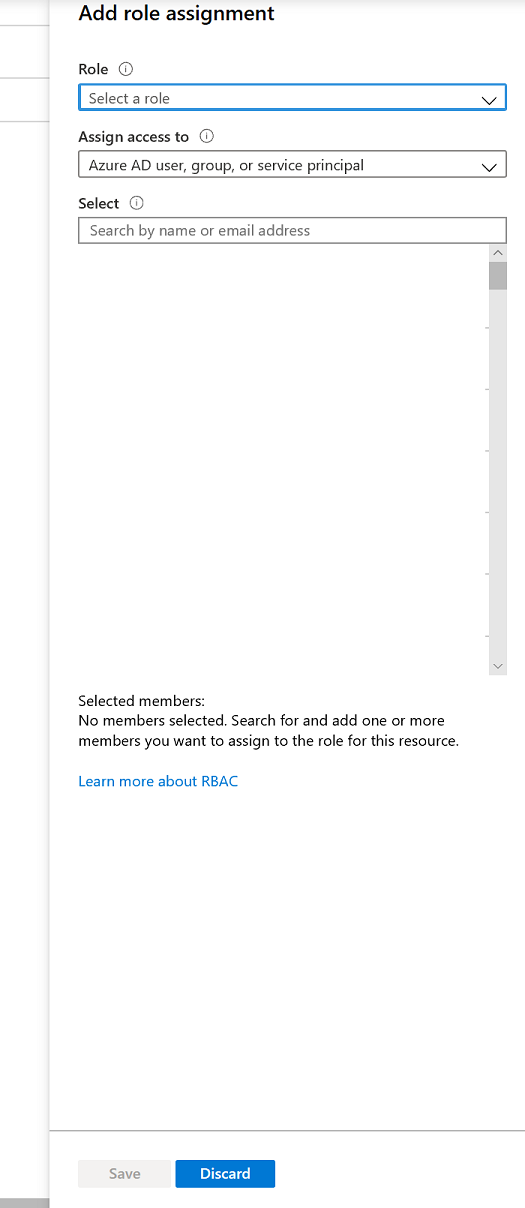 Add role assignment
Role
Select a role
Assign access to
Azure AD user, group, or service principal
Select
Search by name or email address
Selected members:
No members selected. Search for and add one or more
members you want to assign to the role for this resource.
Learn more about RBAC
Save
Discard